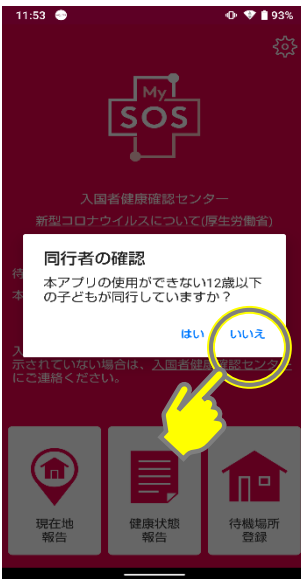 11:53
93%
My
SOS
入国者健康確認センター
新型コロナウイルスについて(厚生労働省)
待
同行者の確認
本アプリの使用ができない12歳以下
の子どもが同行していますか？
本
はい
いいえ
入
示されていない場合は、入国者健康確認センター
にご連絡ください。
現在地
報告
健康状態
報告
待機場所
登録